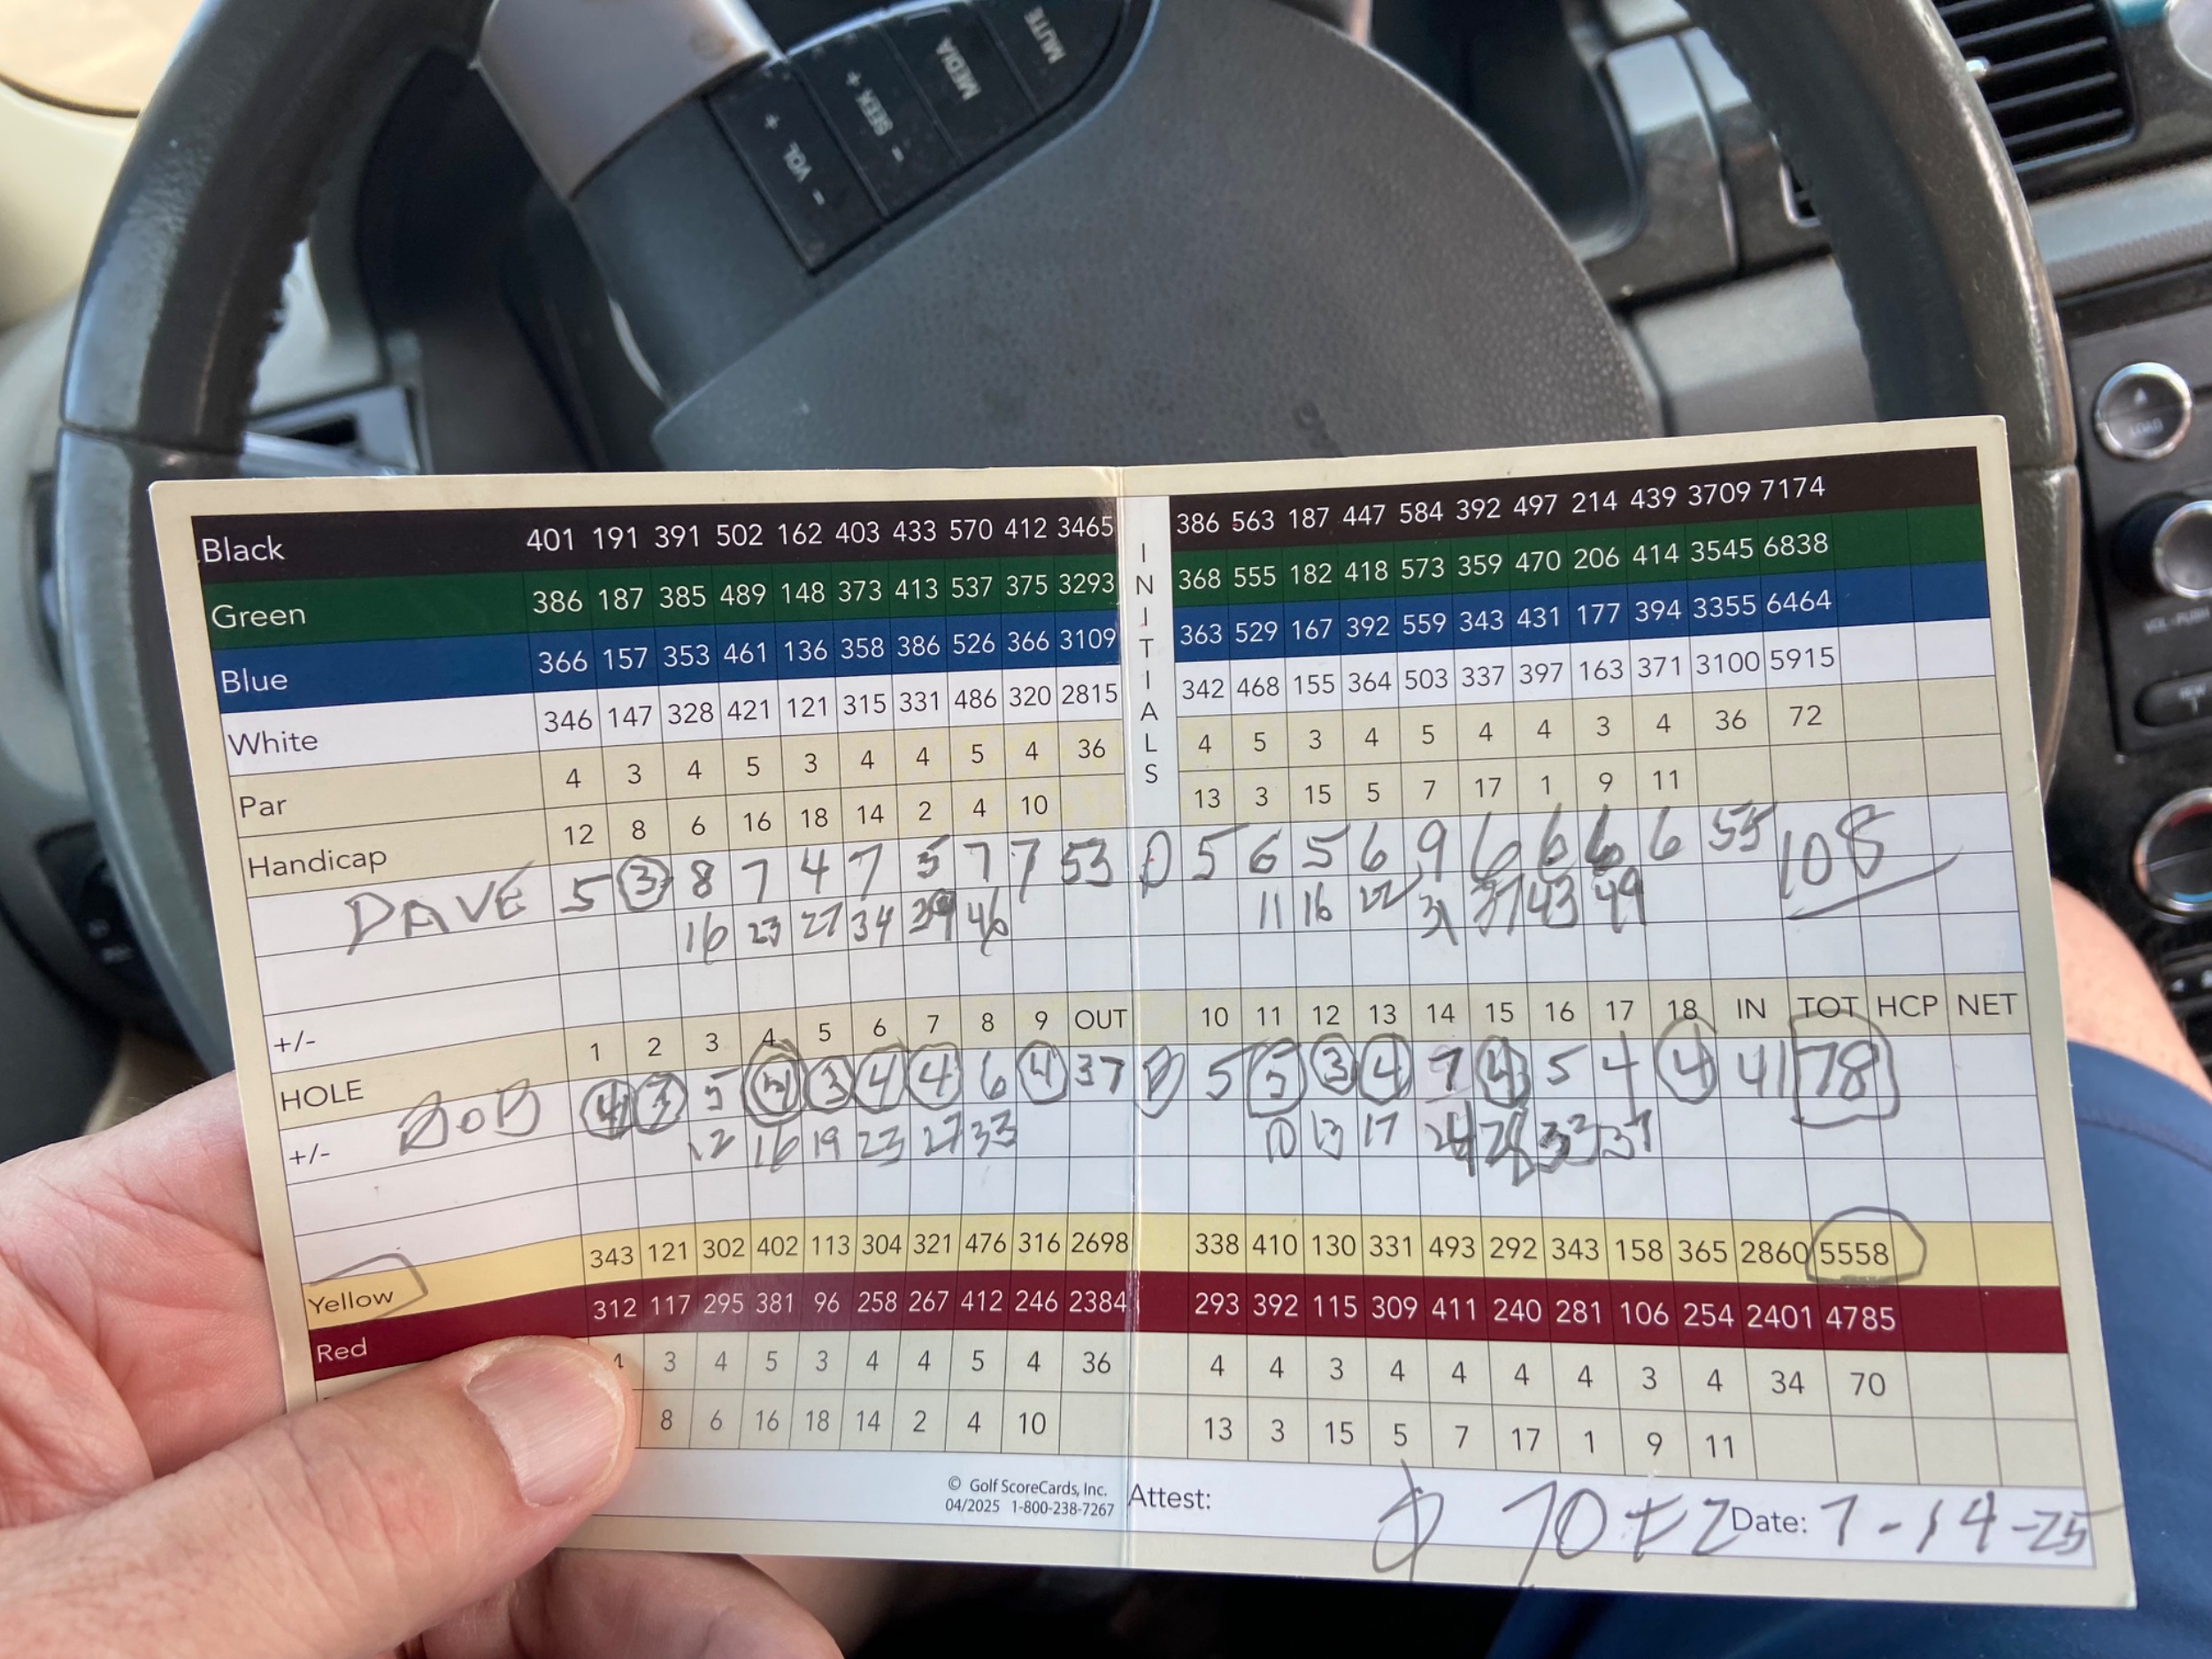 + VOL -
+ SEEK -
MEDIA
MUTE
LOAD
Black 401 191 391 502 162 403 433 570 412 3465 INITIALS 386 563 187 447 584 392 497 214 439 3709 7174
Green 386 187 385 489 148 373 413 537 375 3293 368 555 182 418 573 359 470 206 414 3545 6838
Blue 366 157 353 461 136 358 386 526 366 3109 363 529 167 392 559 343 431 177 394 3355 6464
White 346 147 328 421 121 315 331 486 320 2815 342 468 155 364 503 337 397 163 371 3100 5915
Par 4 3 4 5 3 4 4 5 4 36 4 5 3 4 5 4 4 3 4 36 72
Handicap 12 8 6 16 18 14 2 4 10 13 3 15 5 7 17 1 9 11
DAVE 5 3 8 7 4 7 5 7 7 53 D 5 6 5 6 9 6 6 6 6 55 108
16 23 27 34 39 46 11 16 22 31 37 43 49
+/-
HOLE 1 2 3 4 5 6 7 8 9 OUT 10 11 12 13 14 15 16 17 18 IN TOT HCP NET
+/- BOB 4 3 5 4 3 4 4 6 4 37 B 5 5 3 4 7 4 5 4 4 41 78
12 16 19 23 27 33 10 13 17 24 28 33 37
Yellow 343 121 302 402 113 304 321 476 316 2698 338 410 130 331 493 292 343 158 365 2860 5558
Red 312 117 295 381 96 258 267 412 246 2384 293 392 115 309 411 240 281 106 254 2401 4785
3 4 5 3 4 4 5 4 36 4 4 3 4 4 4 4 3 4 34 70
8 6 16 18 14 2 4 10 13 3 15 5 7 17 1 9 11
© Golf ScoreCards, Inc.
04/2025 1-800-238-7267
Attest: 70 Date: 7-14-25